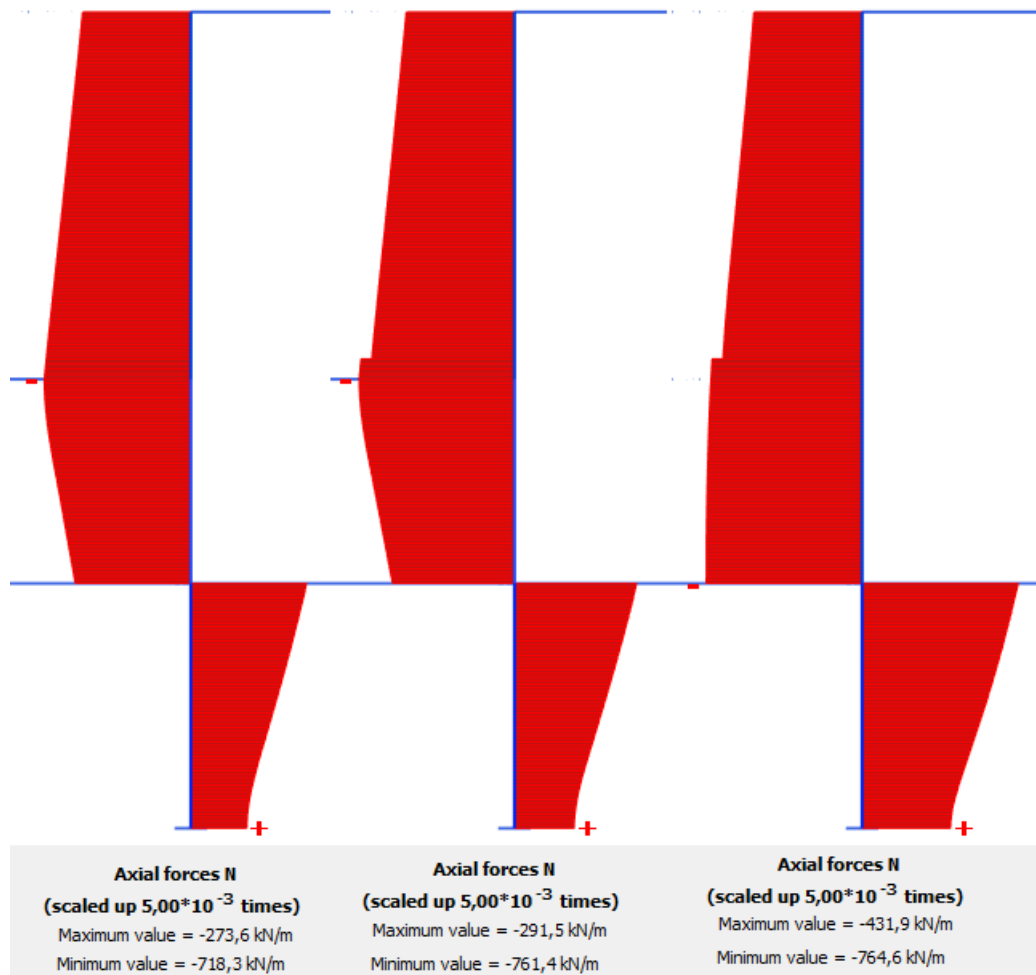 Axial forces N
(scaled up 5,00*10 -3 times)
Maximum value = -273,6 kN/m
Minimum value = -718,3 kN/m
Axial forces N
(scaled up 5,00*10 -3 times)
Maximum value = -291,5 kN/m
Minimum value = -761,4 kN/m
Axial forces N
(scaled up 5,00*10 -3 times)
Maximum value = -431,9 kN/m
Minimum value = -764,6 kN/m